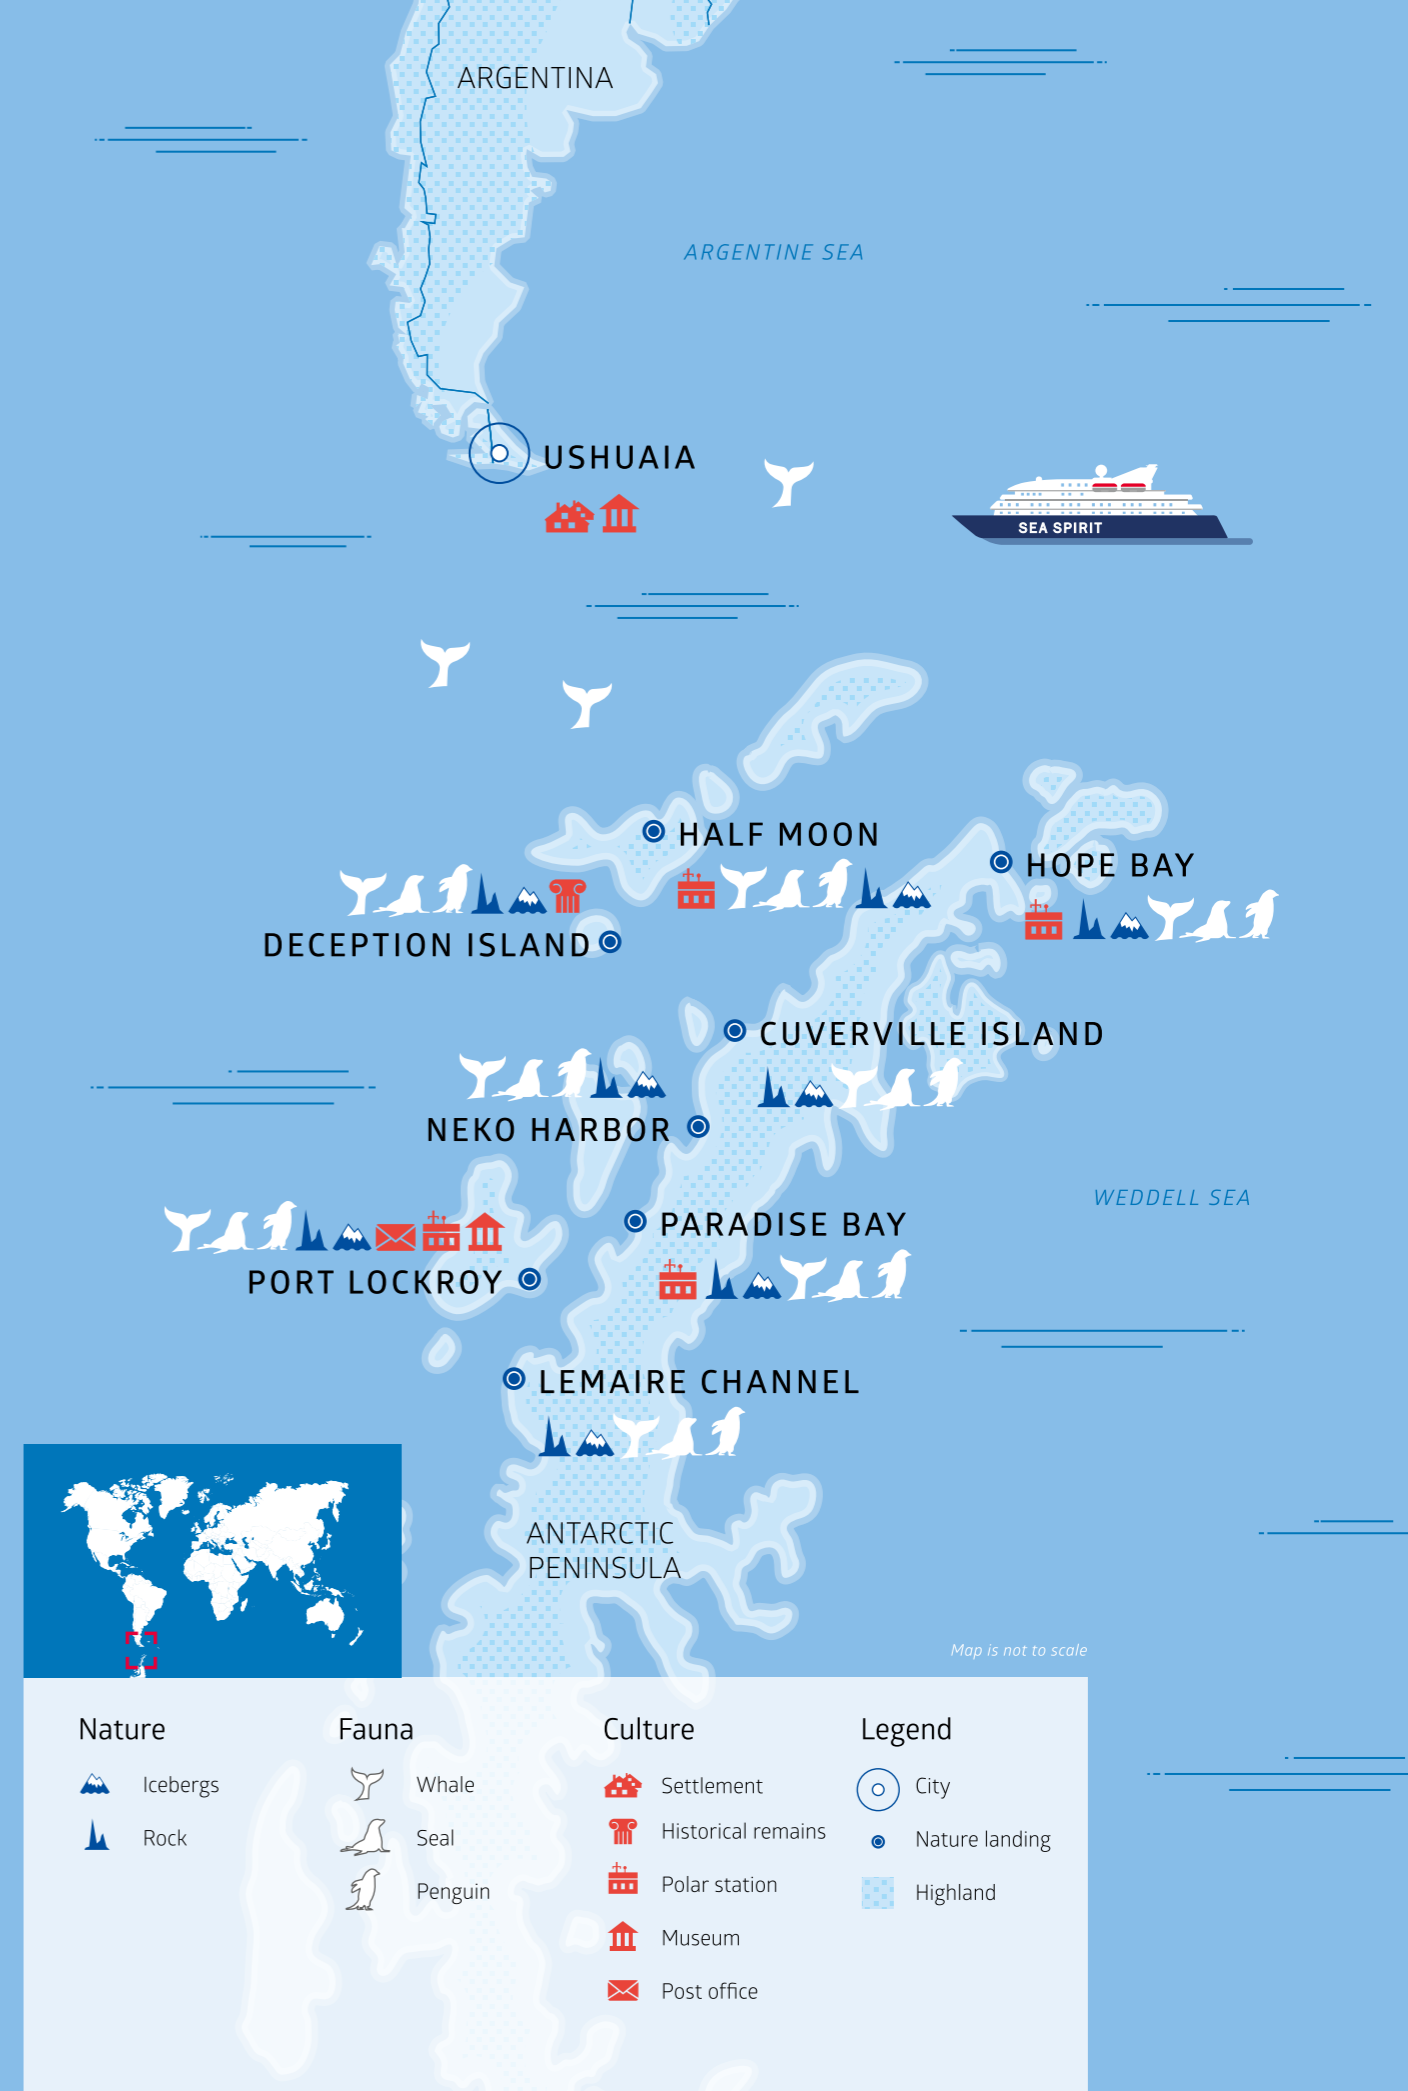 ARGENTINA
ARGENTINE SEA
USHUAIA
SEA SPIRIT
HALF MOON
HOPE BAY
DECEPTION ISLAND
CUVERVILLE ISLAND
NEKO HARBOR
WEDDELL SEA
PARADISE BAY
PORT LOCKROY
LEMAIRE CHANNEL
ANTARCTIC
PENINSULA
Map is not to scale
Nature
Icebergs
Rock
Fauna
Whale
Seal
Penguin
Culture
Settlement
Historical remains
Polar station
Museum
Post office
Legend
City
Nature landing
Highland